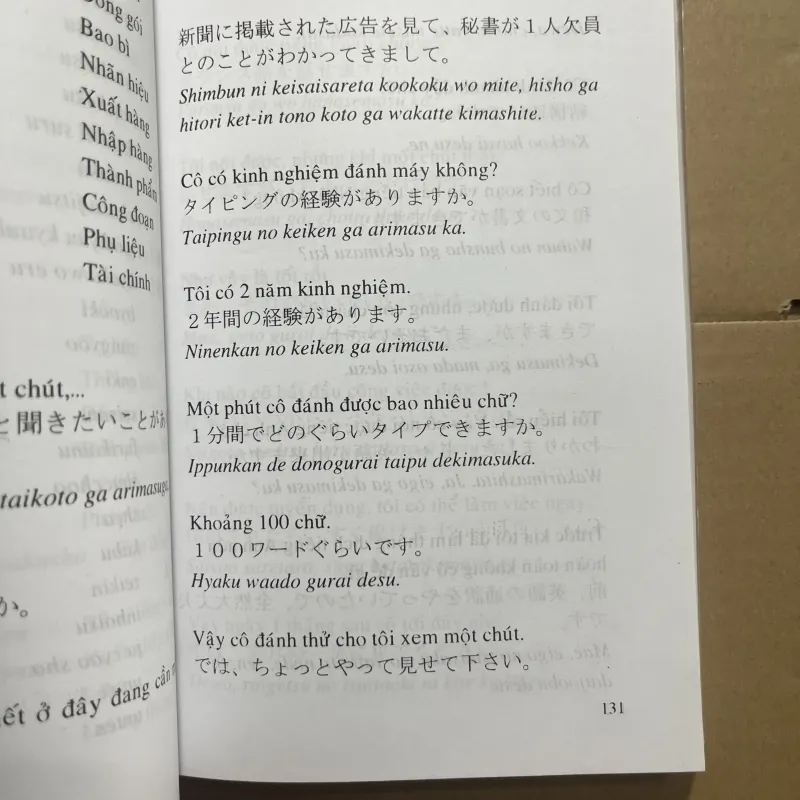 Đóng gói
Bao bì
Nhãn hiệu
Xuất hàng
Nhập hàng
Thành phẩm
Công đoạn
Phụ liệu
Tài chính
t chút,...
と聞きたいことがあ
taikoto ga arimasuga
か。
ết ở đây đang cần
新聞に掲載された広告を見て、秘書が１人欠員
とのことがわかってきまして。
Shimbun ni keisaisareta kookoku wo mite, hisho ga
hitori ket-in tono koto ga wakatte kimashite.
Cô có kinh nghiệm đánh máy không?
タイピングの経験がありますか。
Taipingu no keiken ga arimasu ka.
Tôi có 2 năm kinh nghiệm.
２年間の経験があります。
Ninenkan no keiken ga arimasu.
Một phút cô đánh được bao nhiêu chữ?
１分間でどのぐらいタイプできますか。
Ippunkan de donogurai taipu dekimasuka.
Khoảng 100 chữ.
１００ワードぐらいです。
Hyaku waado gurai desu.
Vậy cô đánh thử cho tôi xem một chút.
では、ちょっとやって見せて下さい。
131